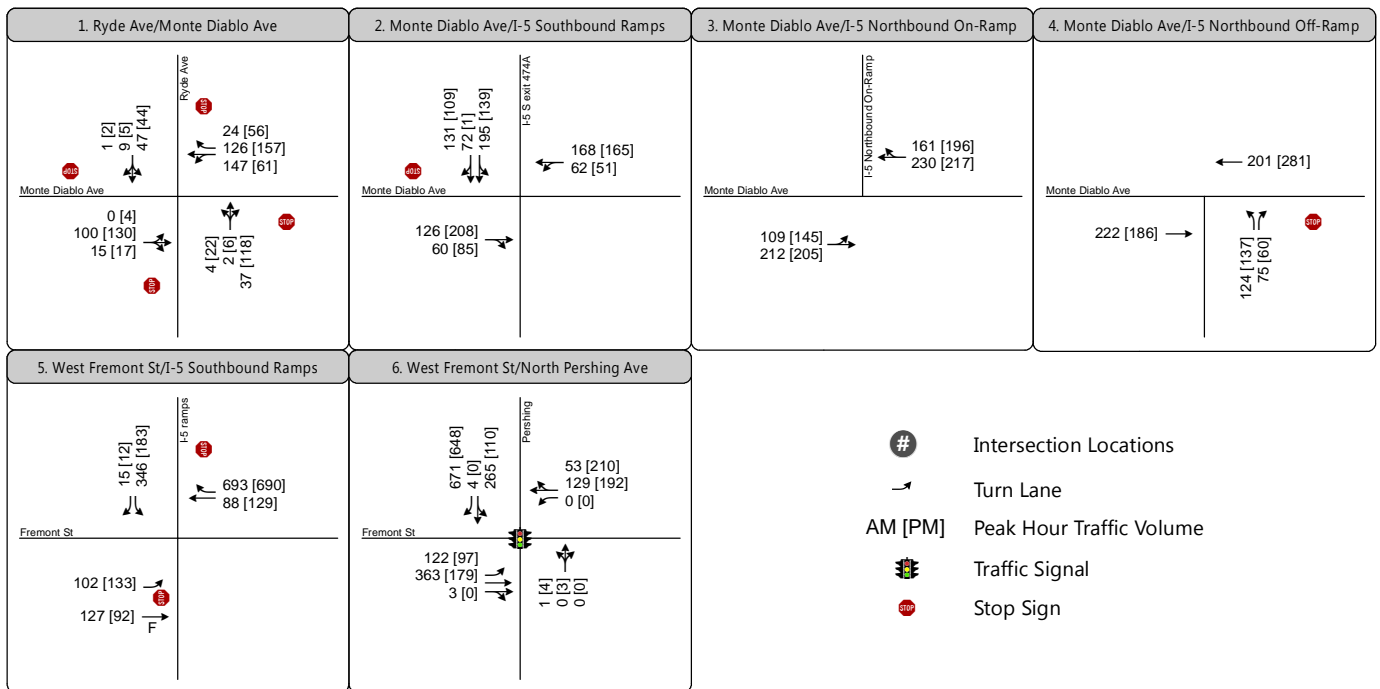 1. Ryde Ave/Monte Diablo Ave
Ryde Ave
STOP
1 [2]
9 [5]
47 [44]
24 [56]
126 [157]
147 [61]
STOP
Monte Diablo Ave
0 [4]
100 [130]
15 [17]
STOP
4 [22]
2 [6]
37 [118]
STOP
2. Monte Diablo Ave/I-5 Southbound Ramps
I-5 S exit 474A
131 [109]
72 [1]
195 [139]
168 [165]
62 [51]
STOP
Monte Diablo Ave
126 [208]
60 [85]
3. Monte Diablo Ave/I-5 Northbound On-Ramp
I-5 Northbound On-Ramp
161 [196]
230 [217]
Monte Diablo Ave
109 [145]
212 [205]
4. Monte Diablo Ave/I-5 Northbound Off-Ramp
201 [281]
Monte Diablo Ave
222 [186]
STOP
124 [137]
75 [60]
5. West Fremont St/I-5 Southbound Ramps
I-5 ramps
STOP
15 [12]
346 [183]
693 [690]
88 [129]
Fremont St
102 [133]
STOP
127 [92]
F
6. West Fremont St/North Pershing Ave
Pershing
671 [648]
4 [0]
265 [110]
53 [210]
129 [192]
0 [0]
Fremont St
122 [97]
363 [179]
3 [0]
1 [4]
0 [3]
0 [0]
# Intersection Locations
Turn Lane
AM [PM] Peak Hour Traffic Volume
Traffic Signal
STOP Stop Sign